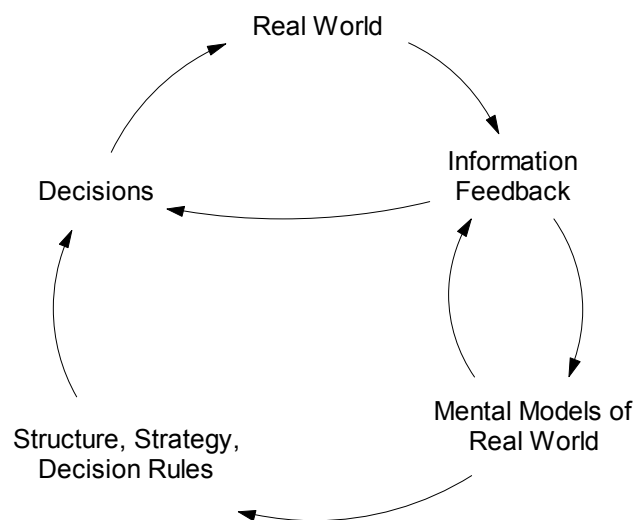 Real World
Decisions
Information
Feedback
Structure, Strategy,
Decision Rules
Mental Models of
Real World